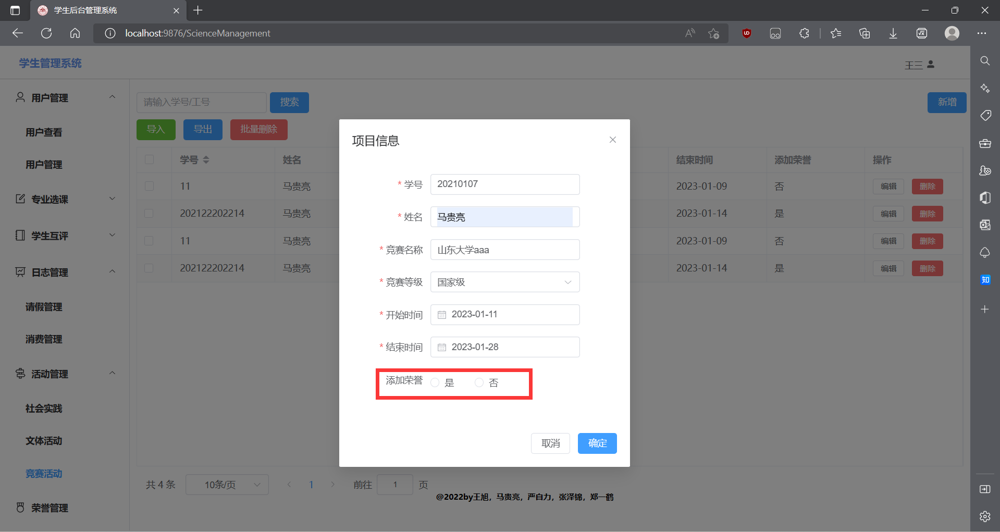 学生后台管理系统
localhost:9876/ScienceManagement
学生管理系统
王三
用户管理
用户查看
用户管理
专业选课
学生互评
日志管理
请假管理
消费管理
活动管理
社会实践
文体活动
竞赛活动
荣誉管理
请输入学号/工号 搜索 新增
导入 导出 批量删除
学号 姓名 结束时间 添加荣誉 操作
11 马贵亮 2023-01-09 否 编辑 删除
202122202214 马贵亮 2023-01-14 是 编辑 删除
11 马贵亮 2023-01-09 否 编辑 删除
202122202214 马贵亮 2023-01-14 是 编辑 删除
项目信息
* 学号 20210107
* 姓名 马贵亮
* 竞赛名称 山东大学aaa
* 竞赛等级 国家级
* 开始时间 2023-01-11
* 结束时间 2023-01-28
添加荣誉 是 否
取消 确定
共 4 条 10条/页 1 前往 1 页
@2022by王旭，马贵亮，严自力，张泽锦，郑一鹤
知